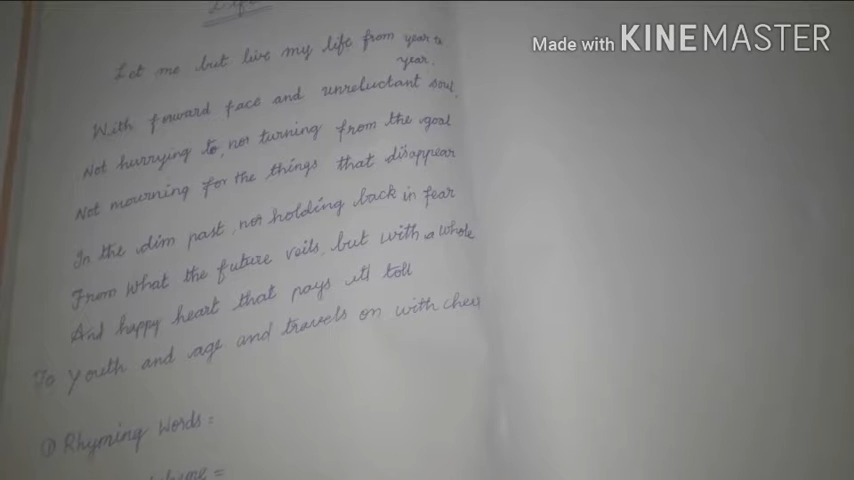 Life
Made with KINEMASTER
Let me but live my life from year to
year,
With forward face and unreluctant soul,
Not hurrying to, nor turning from the goal
Not mourning for the things that disappear
In the dim past, nor holding back in fear
From what the future veils, but with a whole
And happy heart that pays its toll
To Youth and age and travels on with cheer
① Rhyming Words :
=